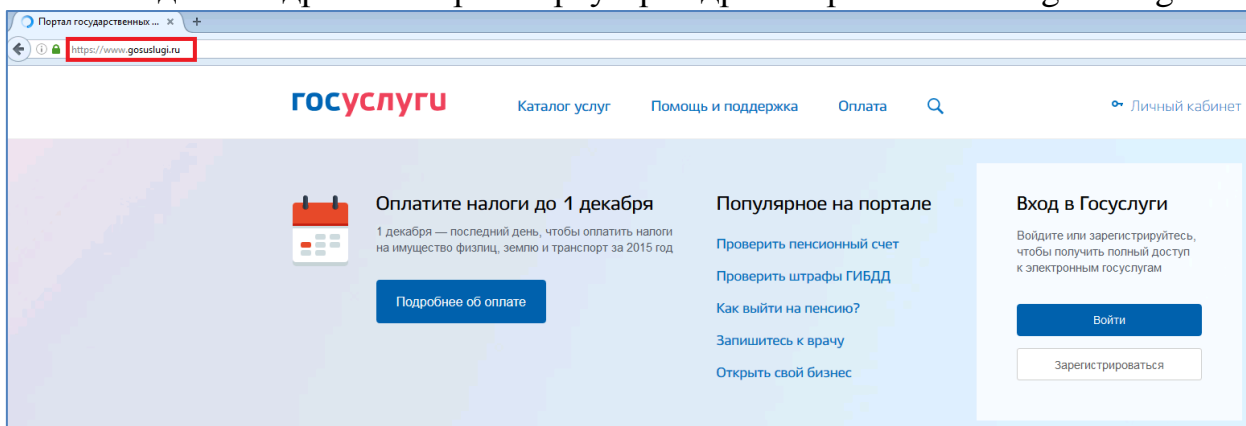 Портал государственных ... × +
https://www.gosuslugi.ru
госуслуги
Каталог услуг Помощь и поддержка Оплата Личный кабинет
Оплатите налоги до 1 декабря
1 декабря — последний день, чтобы оплатить налоги
на имущество физлиц, землю и транспорт за 2015 год
Подробнее об оплате
Популярное на портале
Проверить пенсионный счет
Проверить штрафы ГИБДД
Как выйти на пенсию?
Запишитесь к врачу
Открыть свой бизнес
Вход в Госуслуги
Войдите или зарегистрируйтесь,
чтобы получить полный доступ
к электронным госуслугам
Войти
Зарегистрироваться